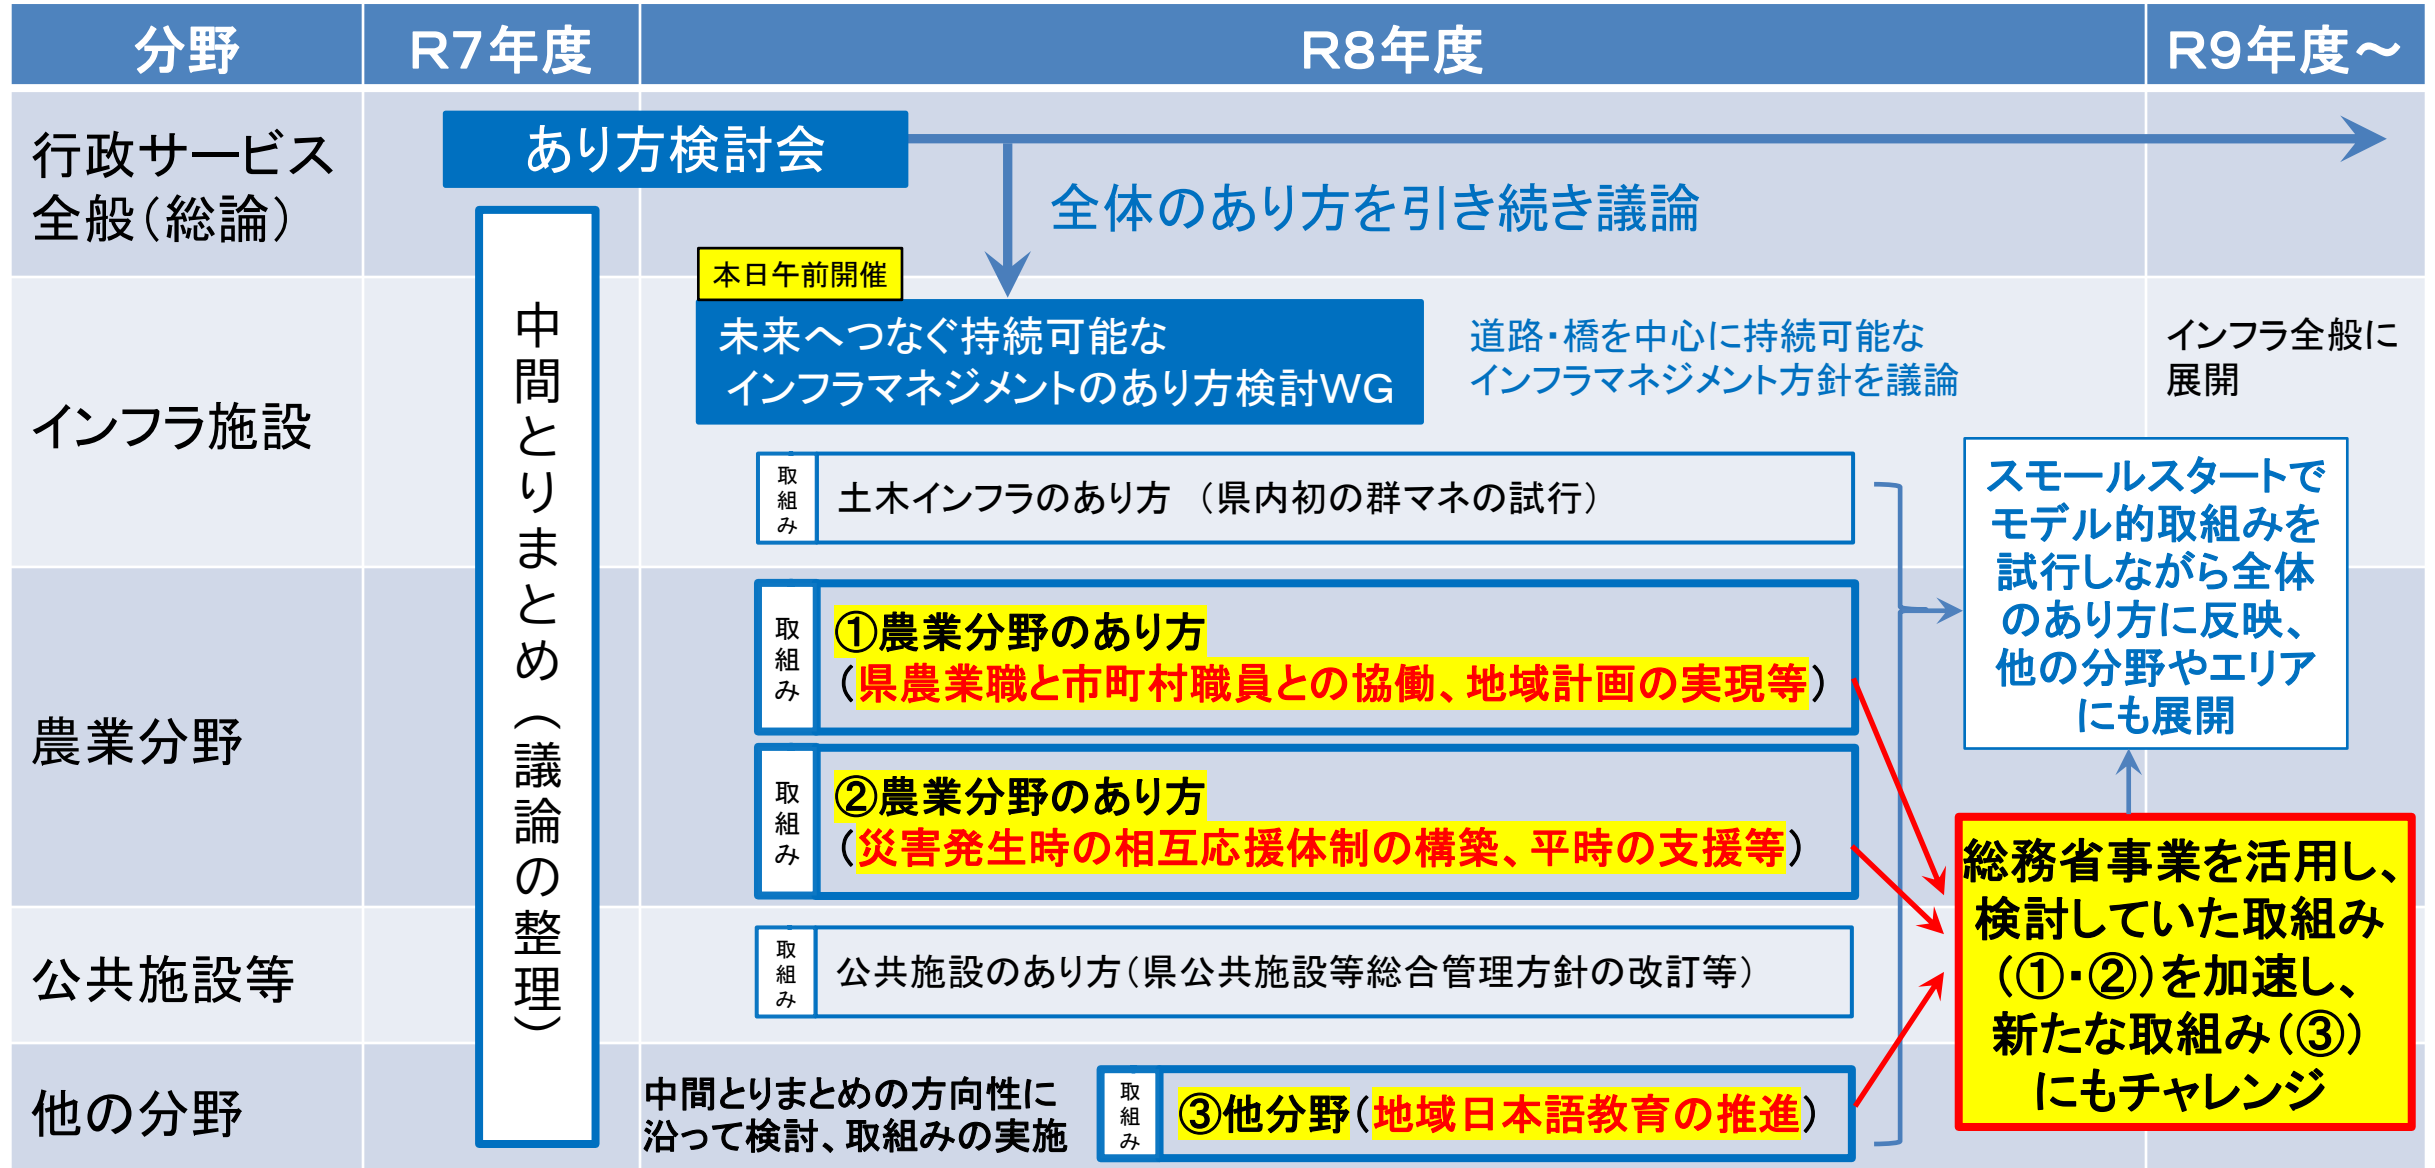 分野
R7年度
R8年度
R9年度～
行政サービス
全般（総論）
あり方検討会
全体のあり方を引き続き議論
中間とりまとめ（議論の整理）
インフラ施設
本日午前開催
未来へつなぐ持続可能な
インフラマネジメントのあり方検討WG
道路・橋を中心に持続可能な
インフラマネジメント方針を議論
インフラ全般に
展開
取組み
土木インフラのあり方　（県内初の群マネの試行）
スモールスタートで
モデル的取組みを
試行しながら全体
のあり方に反映、
他の分野やエリア
にも展開
農業分野
取組み
①農業分野のあり方
（県農業職と市町村職員との協働、地域計画の実現等）
取組み
②農業分野のあり方
（災害発生時の相互応援体制の構築、平時の支援等）
総務省事業を活用し、
検討していた取組み
（①・②）を加速し、
新たな取組み（③）
にもチャレンジ
公共施設等
取組み
公共施設のあり方（県公共施設等総合管理方針の改訂等）
他の分野
中間とりまとめの方向性に
沿って検討、取組みの実施
取組み
③他分野（地域日本語教育の推進）